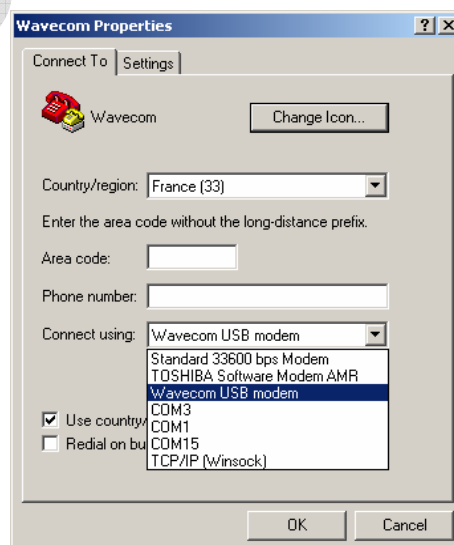 Wavecom Properties
Connect To Settings
Wavecom Change Icon...
Country/region: France (33)
Enter the area code without the long-distance prefix.
Area code:
Phone number:
Connect using: Wavecom USB modem
Standard 33600 bps Modem
TOSHIBA Software Modem AMR
Wavecom USB modem
COM3
COM1
COM15
TCP/IP (Winsock)
Use country/
Redial on bu
OK Cancel